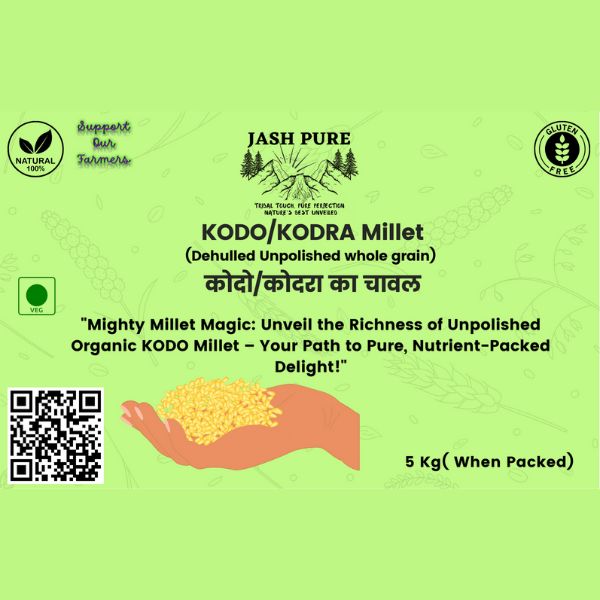 NATURAL
100%
Support
Our
Farmers
JASH PURE
TRIBAL TOUCH, PURE PERFECTION
NATURE'S BEST UNVEILED
GLUTEN
FREE
KODO/KODRA Millet
(Dehulled Unpolished whole grain)
कोदो/कोदरा का चावल
VEG
"Mighty Millet Magic: Unveil the Richness of Unpolished
Organic KODO Millet – Your Path to Pure, Nutrient-Packed
Delight!"
5 Kg( When Packed)